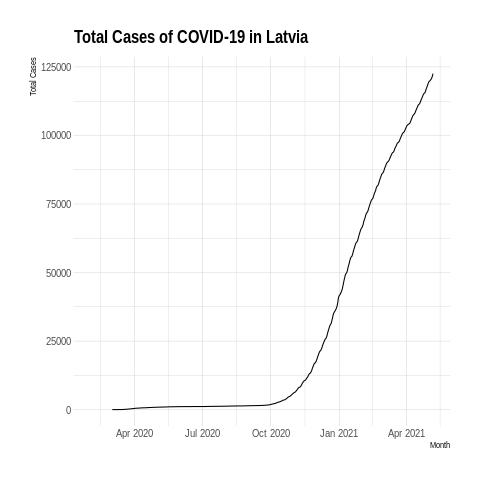 Total Cases of COVID-19 in Latvia
Total Cases
125000
100000
75000
50000
25000
0
Apr 2020 Jul 2020 Oct 2020 Jan 2021 Apr 2021
Month